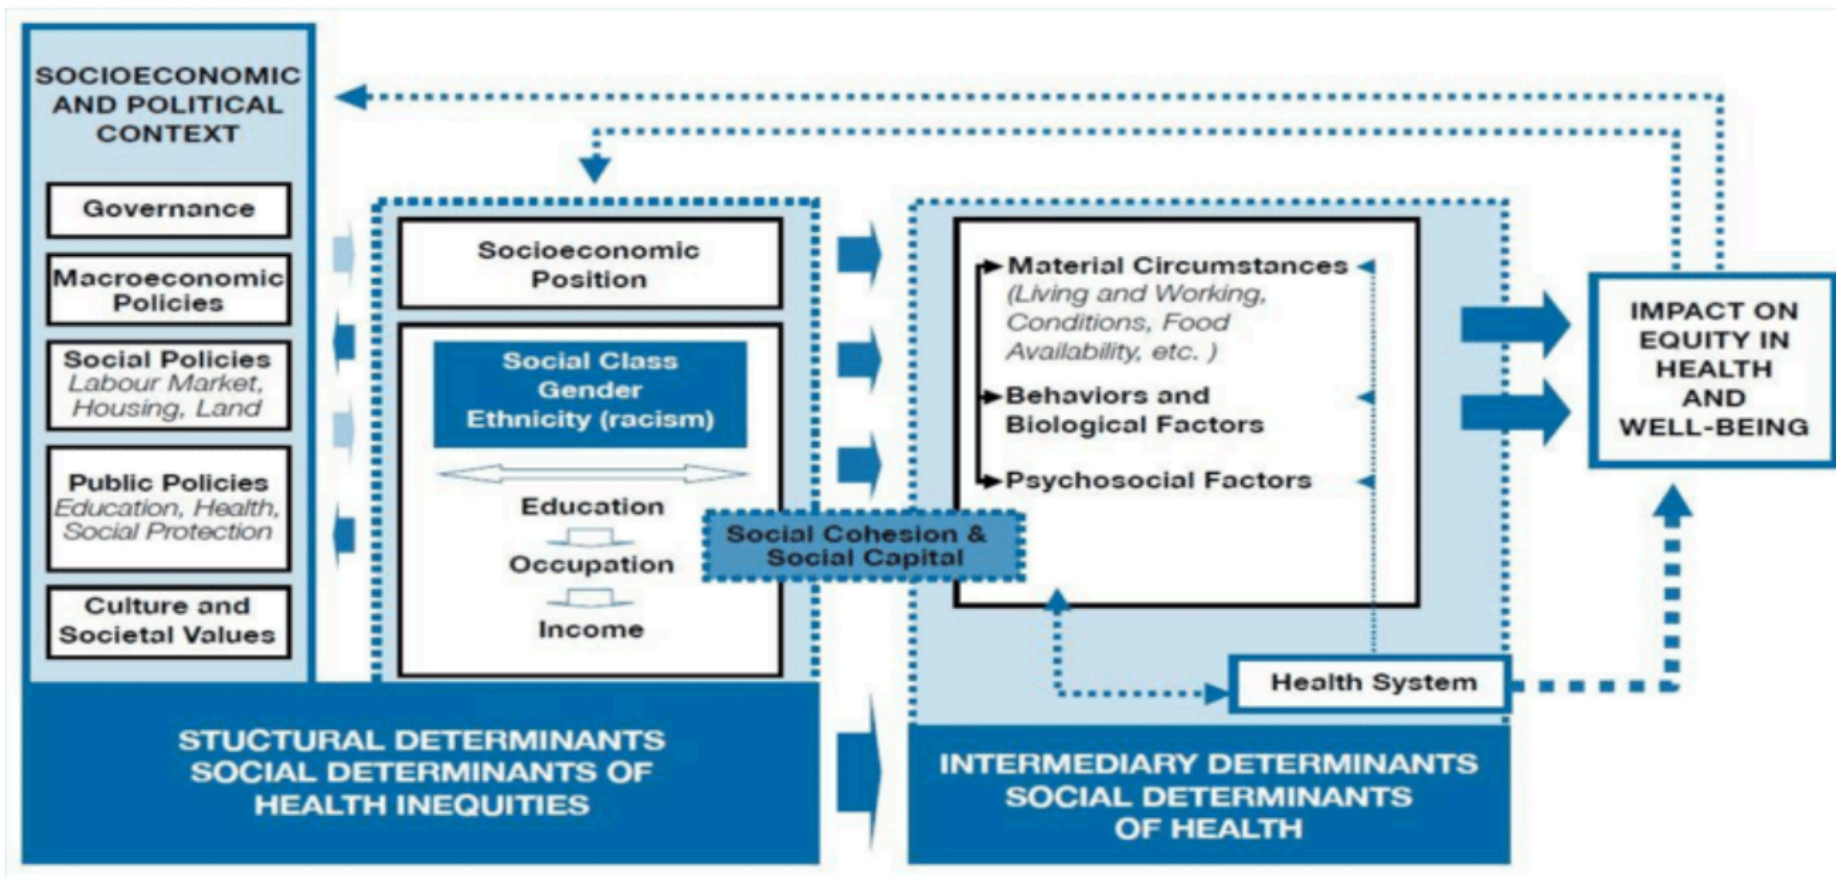 SOCIOECONOMIC
AND POLITICAL
CONTEXT
Governance
Macroeconomic
Policies
Social Policies
Labour Market,
Housing, Land
Public Policies
Education, Health,
Social Protection
Culture and
Societal Values
Socioeconomic
Position
Social Class
Gender
Ethnicity (racism)
Education
Occupation
Income
Social Cohesion &
Social Capital
Material Circumstances
(Living and Working,
Conditions, Food
Availability, etc. )
Behaviors and
Biological Factors
Psychosocial Factors
Health System
IMPACT ON
EQUITY IN
HEALTH
AND
WELL-BEING
STUCTURAL DETERMINANTS
SOCIAL DETERMINANTS OF
HEALTH INEQUITIES
INTERMEDIARY DETERMINANTS
SOCIAL DETERMINANTS
OF HEALTH